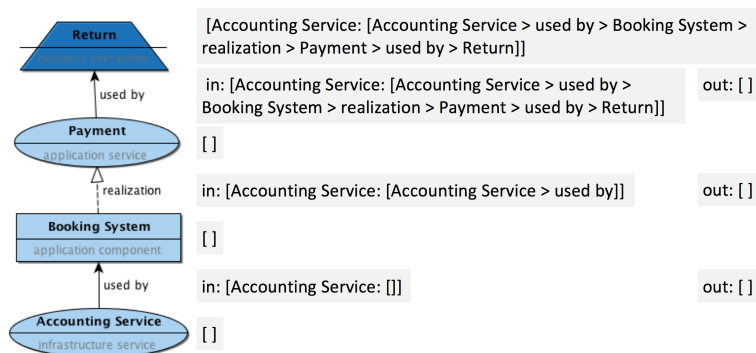 Return
business interaction
[Accounting Service: [Accounting Service > used by > Booking System >
realization > Payment > used by > Return]]
used by
in: [Accounting Service: [Accounting Service > used by >
Booking System > realization > Payment > used by > Return]]
out: [ ]
Payment
application service
[ ]
realization
in: [Accounting Service: [Accounting Service > used by]]
out: [ ]
Booking System
application component
[ ]
used by
in: [Accounting Service: []]
out: [ ]
Accounting Service
infrastructure service
[ ]